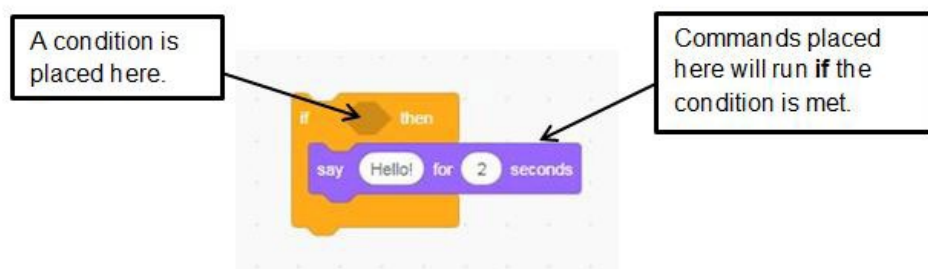 A condition is
placed here.
Commands placed
here will run if the
condition is met.
if then
say Hello! for 2 seconds